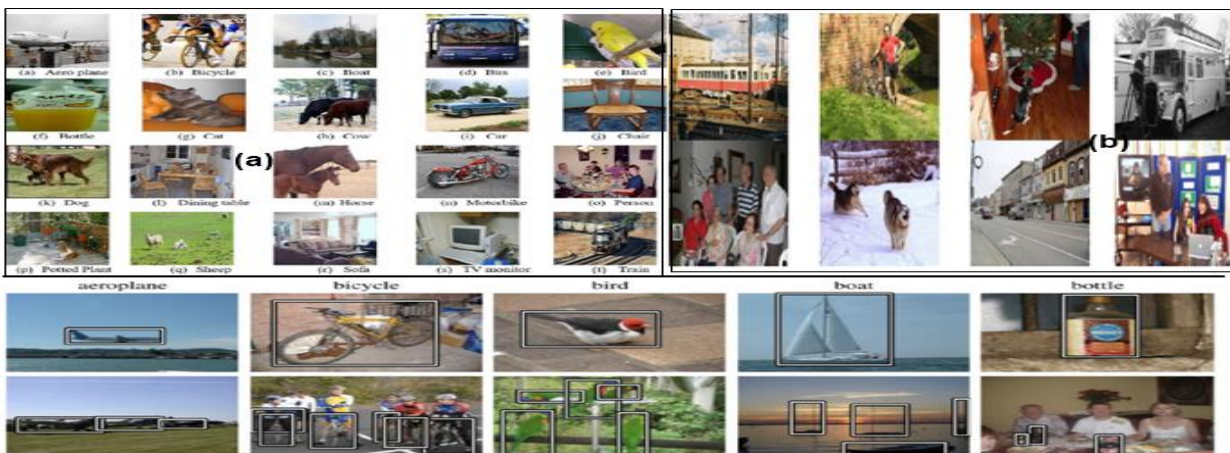 (a) Aero plane (b) Bicycle (c) Boat (d) Bus (e) Bird
(f) Bottle (g) Cat (h) Cow (i) Car (j) Chair
(a)
(b)
(k) Dog (l) Dining table (m) Horse (n) Motorbike (o) Person
(p) Potted Plant (q) Sheep (r) Sofa (s) TV monitor (t) Train
aeroplane bicycle bird boat bottle